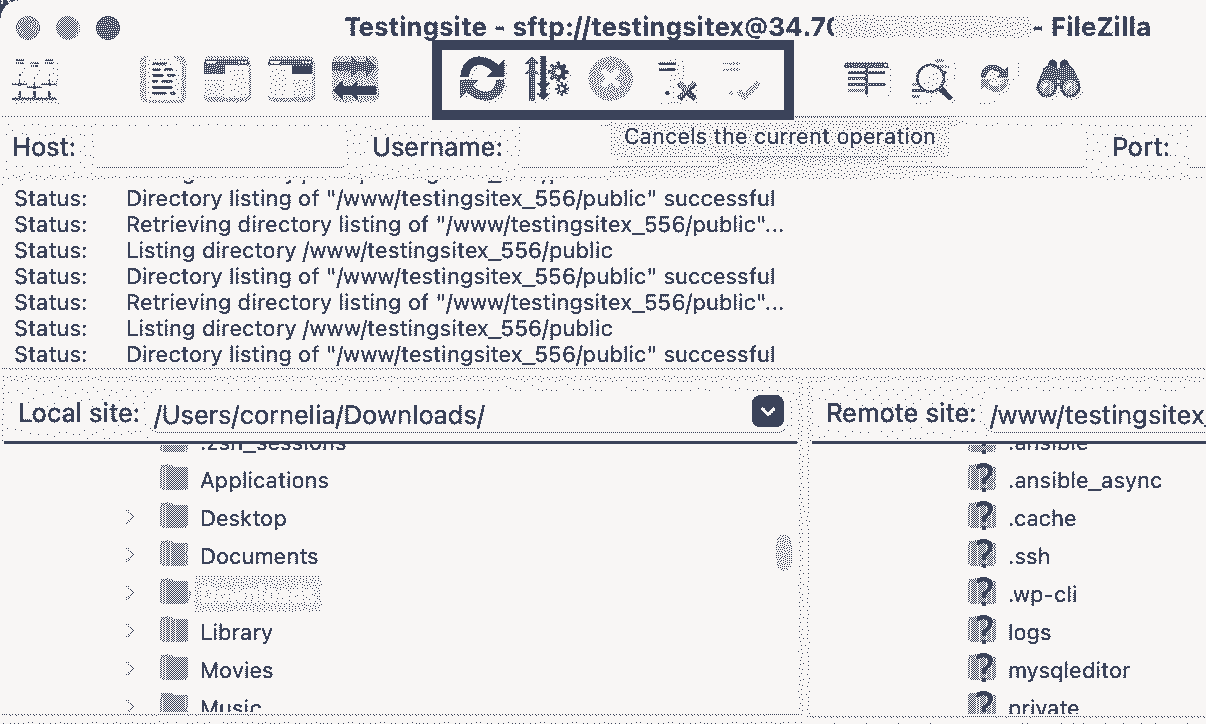 Testingsite - sftp://testingsitex@34.70 - FileZilla
Host: Username: Port:
Cancels the current operation
Status: Directory listing of "/www/testingsitex_556/public" successful
Status: Retrieving directory listing of "/www/testingsitex_556/public"...
Status: Listing directory /www/testingsitex_556/public
Status: Directory listing of "/www/testingsitex_556/public" successful
Status: Retrieving directory listing of "/www/testingsitex_556/public"...
Status: Listing directory /www/testingsitex_556/public
Status: Directory listing of "/www/testingsitex_556/public" successful
Local site: /Users/cornelia/Downloads/
.zsh_sessions
Applications
Desktop
Documents
Library
Movies
Music
Remote site: /www/testingsitex_
.ansible
.ansible_async
.cache
.ssh
.wp-cli
logs
mysqleditor
private